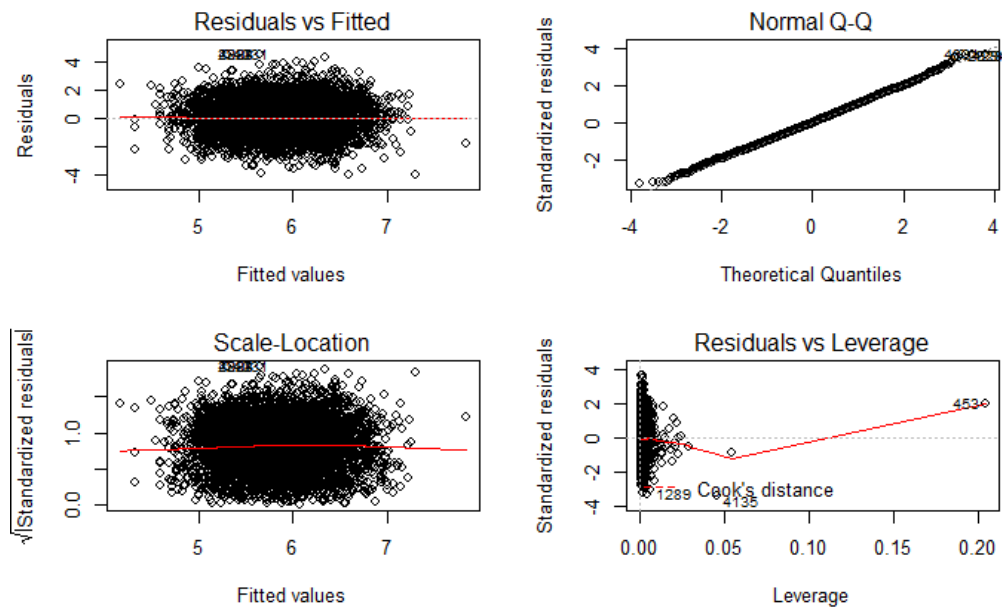 Residuals vs Fitted
Residuals
4
2
0
-4
5
6
7
Fitted values
Normal Q-Q
Standardized residuals
4
2
0
-2
-4
-2
0
2
4
Theoretical Quantiles
Scale-Location
√|Standardized residuals|
1.0
0.0
5
6
7
Fitted values
Residuals vs Leverage
Standardized residuals
4
2
0
-2
-4
453
1289
Cook's distance
4135
0.00
0.05
0.10
0.15
0.20
Leverage